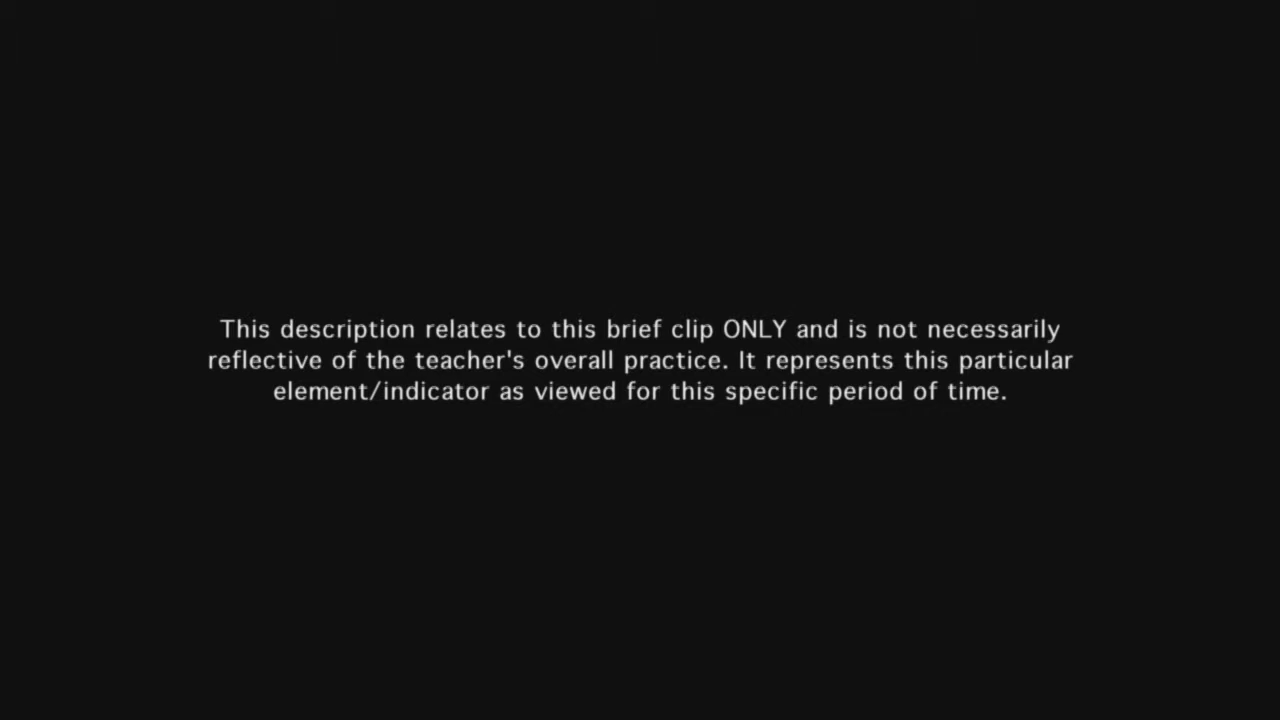 This description relates to this brief clip ONLY and is not necessarily
reflective of the teacher's overall practice. It represents this particular
element/indicator as viewed for this specific period of time.